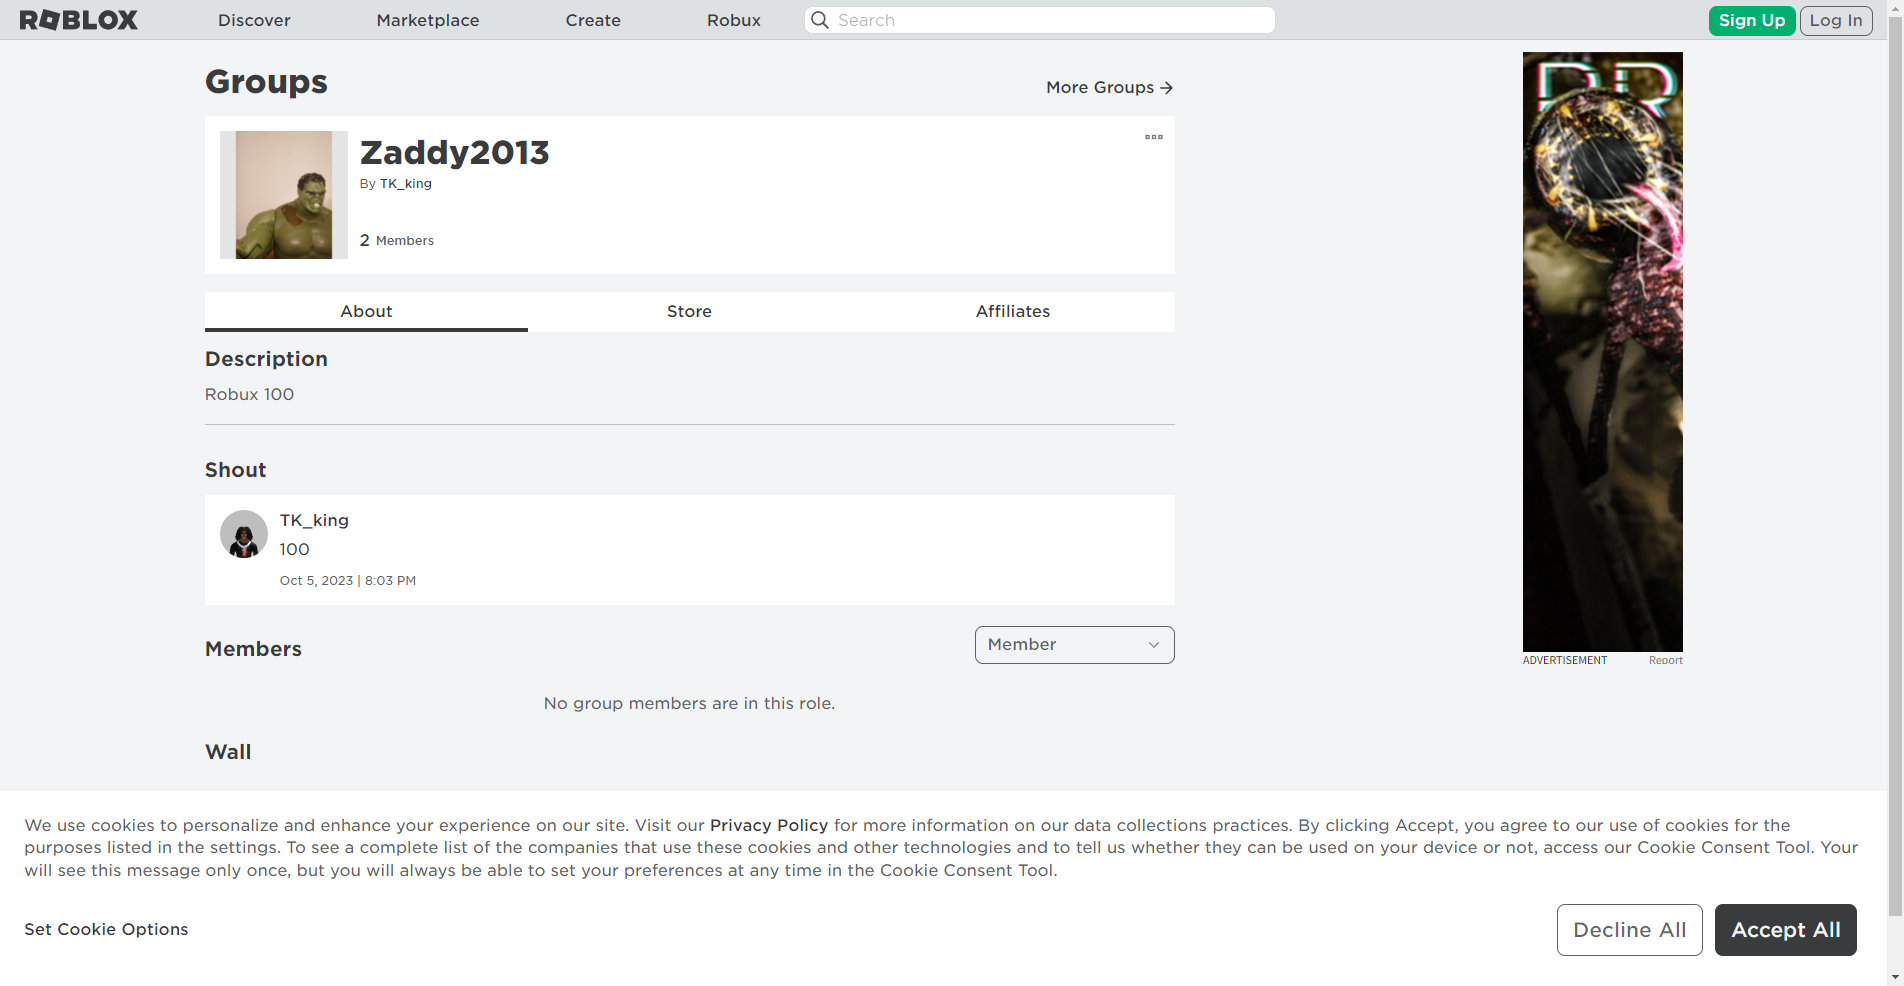 ROBLOX
Discover
Marketplace
Create
Robux
Search
Sign Up
Log In
Groups
More Groups
Zaddy2013
By TK_king
2 Members
About
Store
Affiliates
Description
Robux 100
Shout
TK_king
100
Oct 5, 2023 | 8:03 PM
Members
Member
No group members are in this role.
Wall
ADVERTISEMENT
Report
We use cookies to personalize and enhance your experience on our site. Visit our Privacy Policy for more information on our data collections practices. By clicking Accept, you agree to our use of cookies for the
purposes listed in the settings. To see a complete list of the companies that use these cookies and other technologies and to tell us whether they can be used on your device or not, access our Cookie Consent Tool. Your
will see this message only once, but you will always be able to set your preferences at any time in the Cookie Consent Tool.
Set Cookie Options
Decline All
Accept All